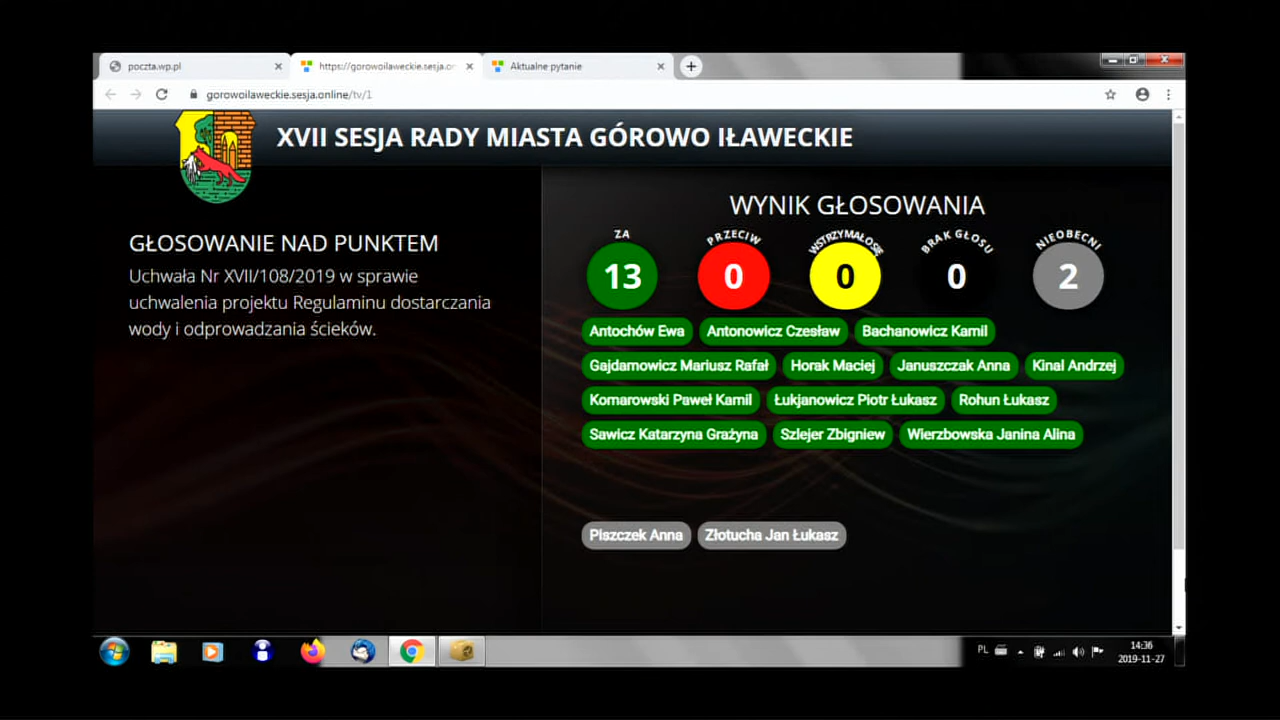 poczta.wp.pl
https://gorowoilaweckie.sesja.on
Aktualne pytanie
gorowoilaweckie.sesja.online/tv/1
XVII SESJA RADY MIASTA GÓROWO IŁAWECKIE
GŁOSOWANIE NAD PUNKTEM
Uchwała Nr XVII/108/2019 w sprawie
uchwalenia projektu Regulaminu dostarczania
wody i odprowadzania ścieków.
WYNIK GŁOSOWANIA
ZA PRZECIW WSTRZYMAŁO SIĘ BRAK GŁOSU NIEOBECNI
13 0 0 0 2
Antochów Ewa Antonowicz Czesław Bachanowicz Kamil
Gajdamowicz Mariusz Rafał Horak Maciej Januszczak Anna Kinal Andrzej
Komarowski Paweł Kamil Łukjanowicz Piotr Łukasz Rohun Łukasz
Sawicz Katarzyna Grażyna Szlejer Zbigniew Wierzbowska Janina Alina
Piszczek Anna Złotucha Jan Łukasz
PL
14:36
2019-11-27